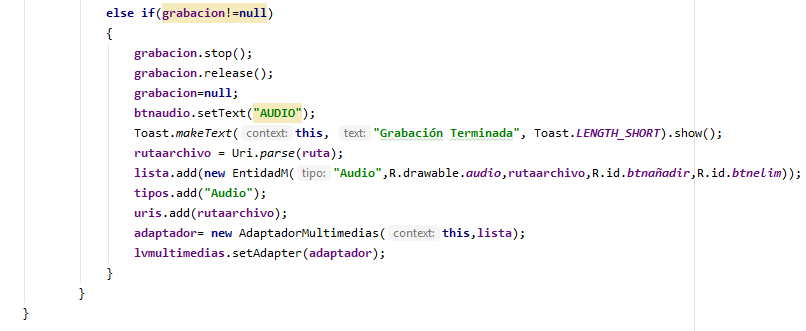 else if(grabacion!=null)
{
grabacion.stop();
grabacion.release();
grabacion=null;
btnaudio.setText("AUDIO");
Toast.makeText( context: this, text: "Grabación Terminada", Toast.LENGTH_SHORT).show();
rutaarchivo = Uri.parse(ruta);
lista.add(new EntidadM( tipo: "Audio",R.drawable.audio,rutaarchivo,R.id.btnañadir,R.id.btnelim));
tipos.add("Audio");
uris.add(rutaarchivo);
adaptador= new AdaptadorMultimedias( context: this,lista);
lvmultimedias.setAdapter(adaptador);
}
}
}